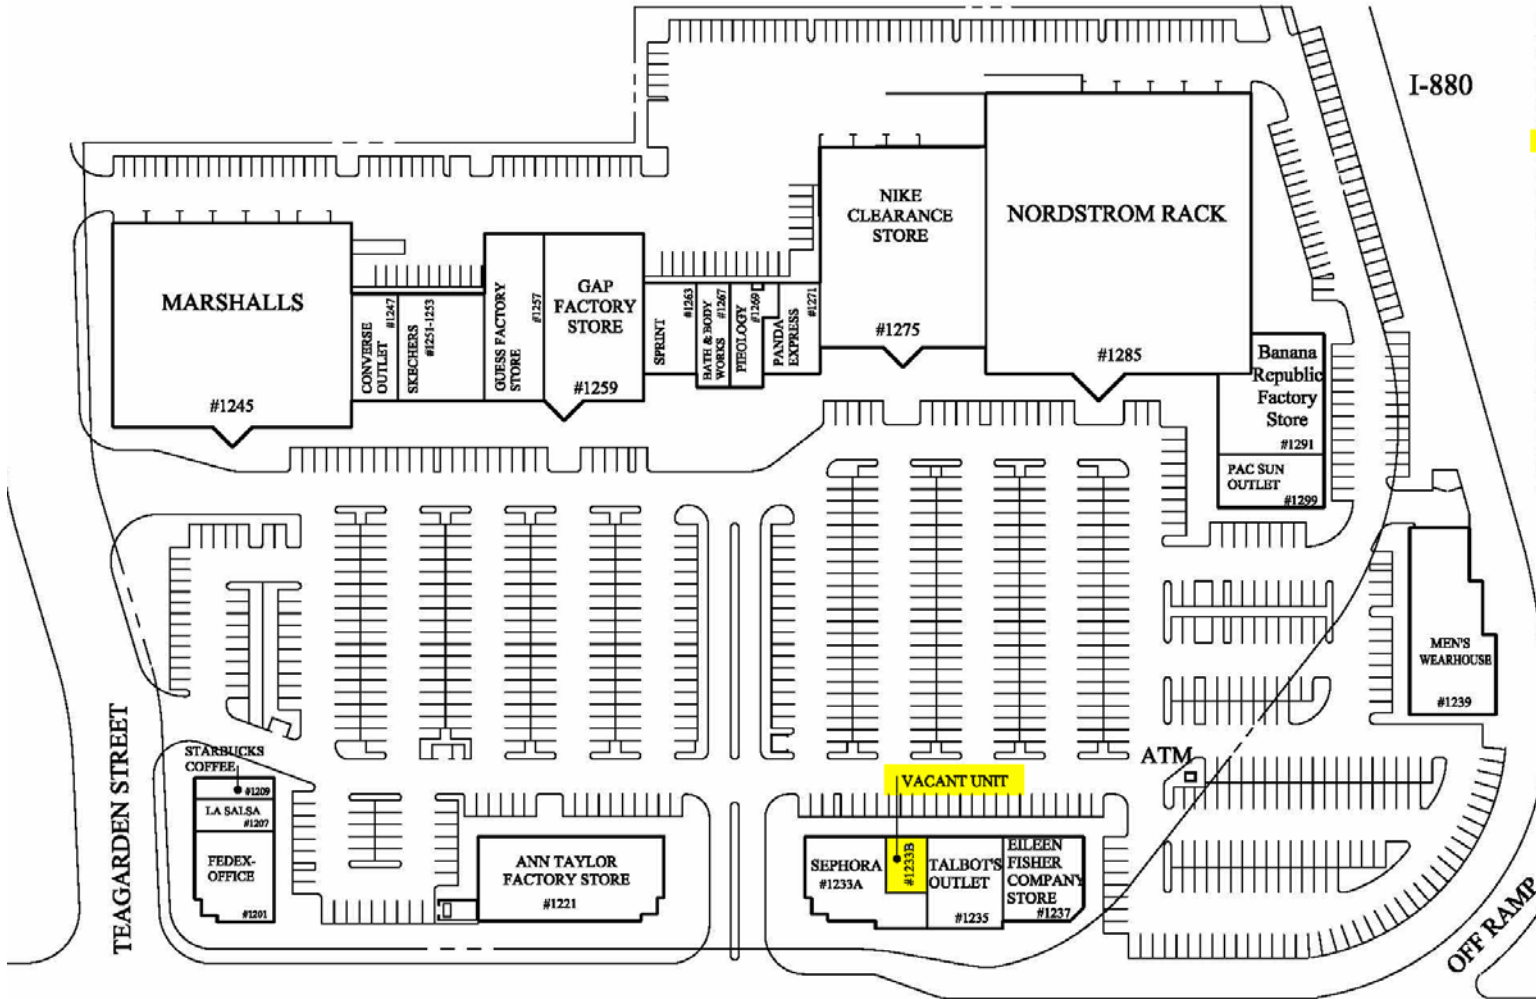 I-880
NIKE
CLEARANCE
STORE
#1275
NORDSTROM RACK
#1285
MARSHALLS
#1245
CONVERSE
OUTLET
#1247
SKECHERS
#1251-1253
GUESS FACTORY
STORE
#1257
GAP
FACTORY
STORE
#1259
SPRINT
#1263
BATH & BODY
WORKS
#1267
PIEOLOGY
#1269
PANDA
EXPRESS
#1271
Banana
Republic
Factory
Store
#1291
PAC SUN
OUTLET
#1299
MEN'S
WEARHOUSE
#1239
TEAGARDEN STREET
STARBUCKS
COFFEE
#1209
LA SALSA
#1207
FEDEX-
OFFICE
#1201
ANN TAYLOR
FACTORY STORE
#1221
VACANT UNIT
SEPHORA
#1233A
#1233B
TALBOT'S
OUTLET
#1235
EILEEN
FISHER
COMPANY
STORE
#1237
ATM
OFF RAMP